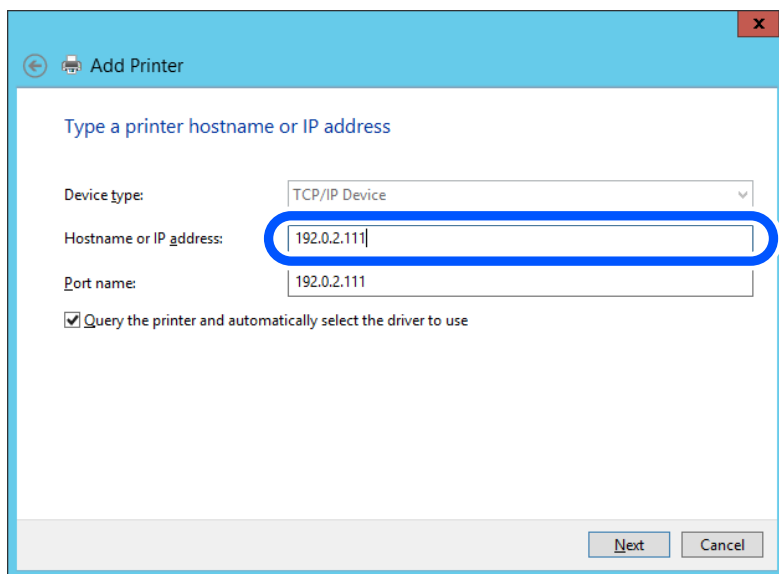 x
Add Printer
Type a printer hostname or IP address
Device type: TCP/IP Device
Hostname or IP address: 192.0.2.111
Port name: 192.0.2.111
Query the printer and automatically select the driver to use
Next Cancel